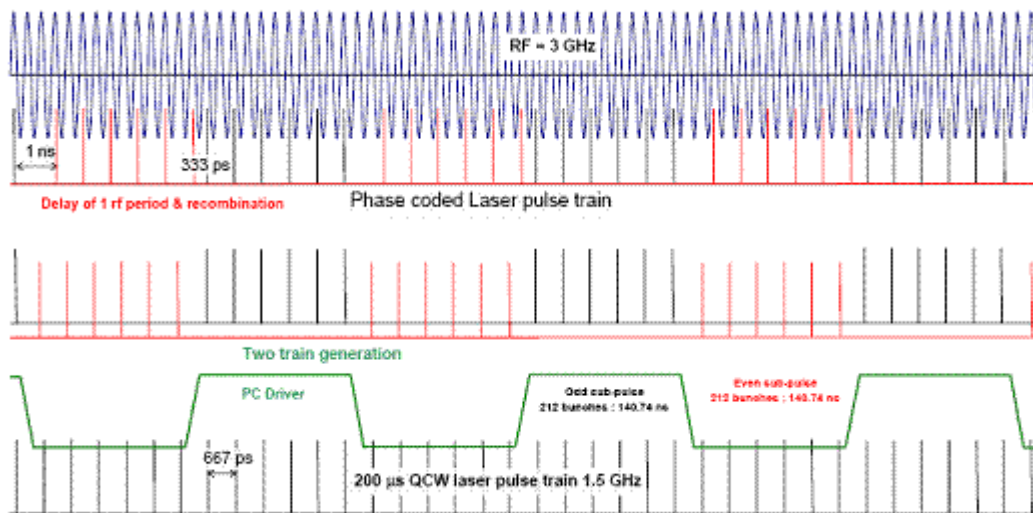 RF = 3 GHz
1 ns
333 ps
Delay of 1 rf period & recombination
Phase coded Laser pulse train
Two train generation
PC Driver
Odd sub-pulse
212 bunches ; 140.74 ns
Even sub-pulse
212 bunches ; 140.74 ns
667 ps
200 µs QCW laser pulse train 1.5 GHz